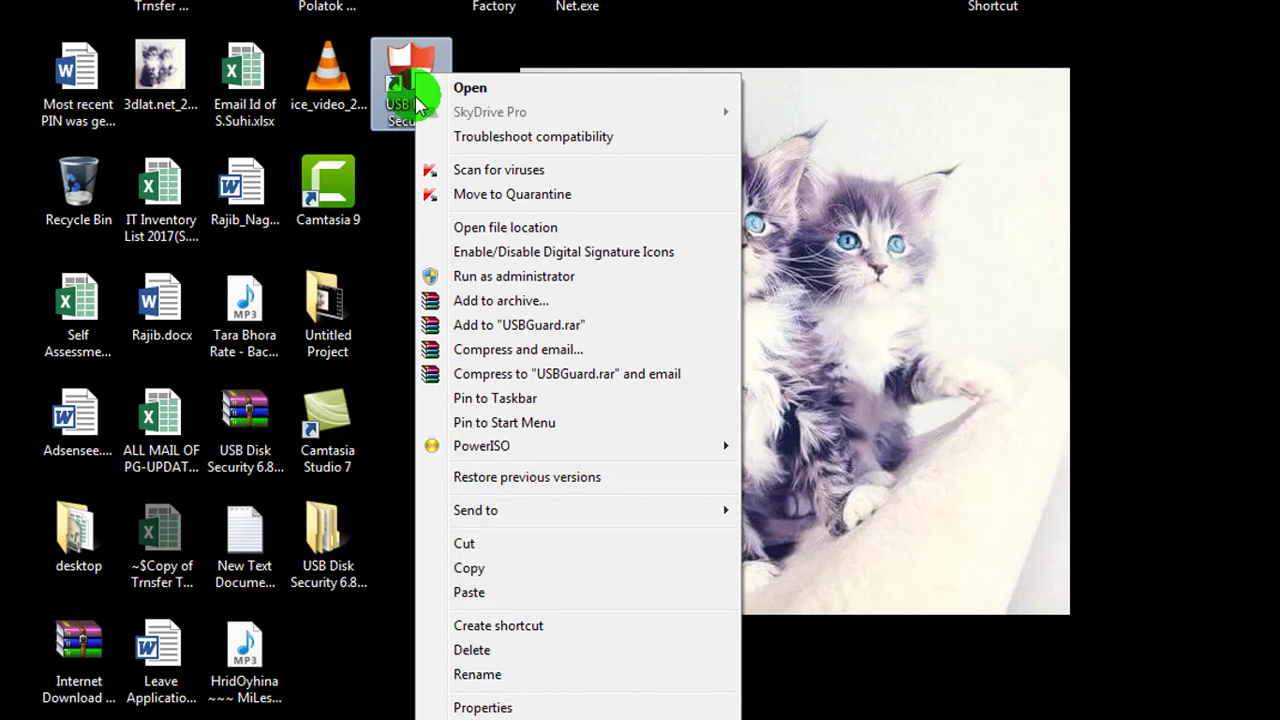 Trnsfer ...
Polatok ...
Factory
Net.exe
Shortcut
Most recent
PIN was ge...
3dlat.net_2...
Email Id of
S.Suhi.xlsx
ice_video_2...
USB
Secu
Recycle Bin
IT Inventory
List 2017(S....
Rajib_Nag...
Camtasia 9
Self
Assessme...
Rajib.docx
Tara Bhora
Rate - Bac...
Untitled
Project
Adsensee....
ALL MAIL OF
PG-UPDAT...
USB Disk
Security 6.8...
Camtasia
Studio 7
desktop
~$Copy of
Trnsfer T...
New Text
Docume...
USB Disk
Security 6.8...
Internet
Download ...
Leave
Applicatio...
HridOyhina
~~~ MiLes...
Open
SkyDrive Pro
Troubleshoot compatibility
Scan for viruses
Move to Quarantine
Open file location
Enable/Disable Digital Signature Icons
Run as administrator
Add to archive...
Add to "USBGuard.rar"
Compress and email...
Compress to "USBGuard.rar" and email
Pin to Taskbar
Pin to Start Menu
PowerISO
Restore previous versions
Send to
Cut
Copy
Paste
Create shortcut
Delete
Rename
Properties